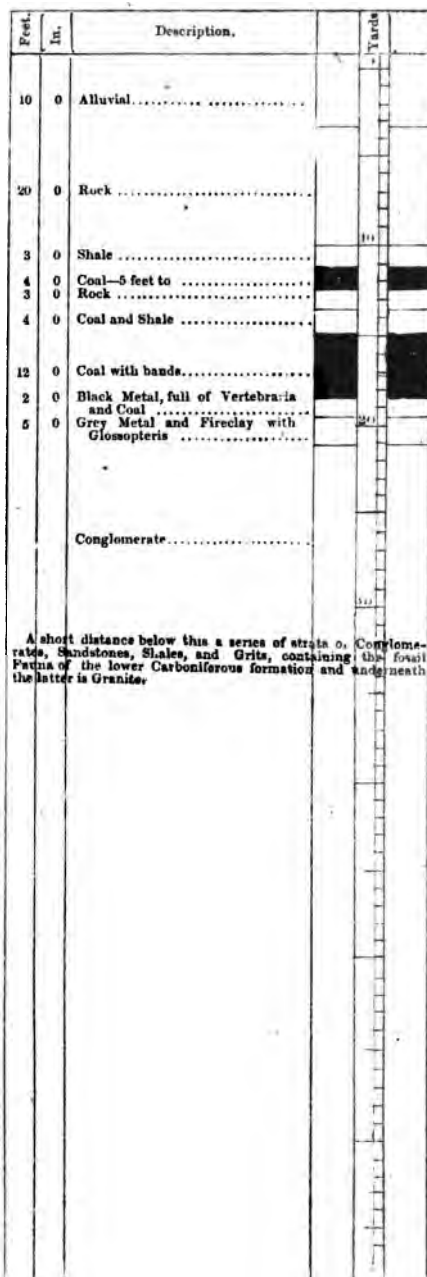 Feet. In. Description. Yards
10 0 Alluvial
20 0 Rock
10
3 0 Shale
4 0 Coal—5 feet to
3 0 Rock
4 0 Coal and Shale
12 0 Coal with bands
2 0 Black Metal, full of Vertebraria
and Coal
20
5 0 Grey Metal and Fireclay with
Glossopteris
Conglomerate
30
A short distance below this a series of strata o. Conglome-
rates, Sandstones, Shales, and Grits, containing the fossil
Fauna of the lower Carboniferous formation and underneath
the latter is Granite,